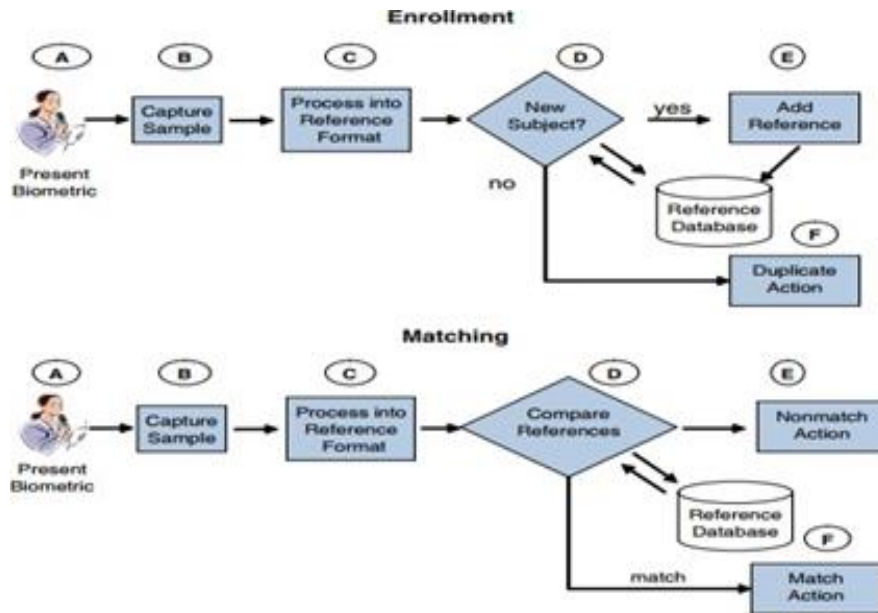 Enrollment
A
B
C
D
E
Present
Biometric
Capture
Sample
Process into
Reference
Format
New
Subject?
yes
Add
Reference
no
Reference
Database
F
Duplicate
Action
Matching
A
B
C
D
E
Present
Biometric
Capture
Sample
Process into
Reference
Format
Compare
References
Nonmatch
Action
Reference
Database
F
match
Match
Action